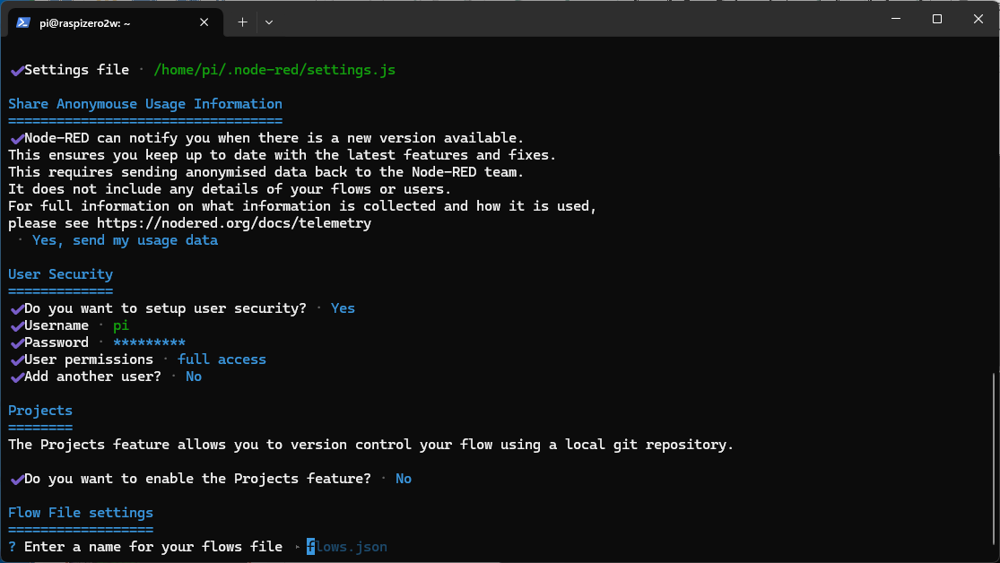 pi@raspizero2w: ~
✔Settings file · /home/pi/.node-red/settings.js
Share Anonymouse Usage Information
==================================
✔Node-RED can notify you when there is a new version available.
This ensures you keep up to date with the latest features and fixes.
This requires sending anonymised data back to the Node-RED team.
It does not include any details of your flows or users.
For full information on what information is collected and how it is used,
please see https://nodered.org/docs/telemetry
· Yes, send my usage data
User Security
=============
✔Do you want to setup user security? · Yes
✔Username · pi
✔Password · *********
✔User permissions · full access
✔Add another user? · No
Projects
========
The Projects feature allows you to version control your flow using a local git repository.
✔Do you want to enable the Projects feature? · No
Flow File settings
==================
? Enter a name for your flows file ▸ flows.json